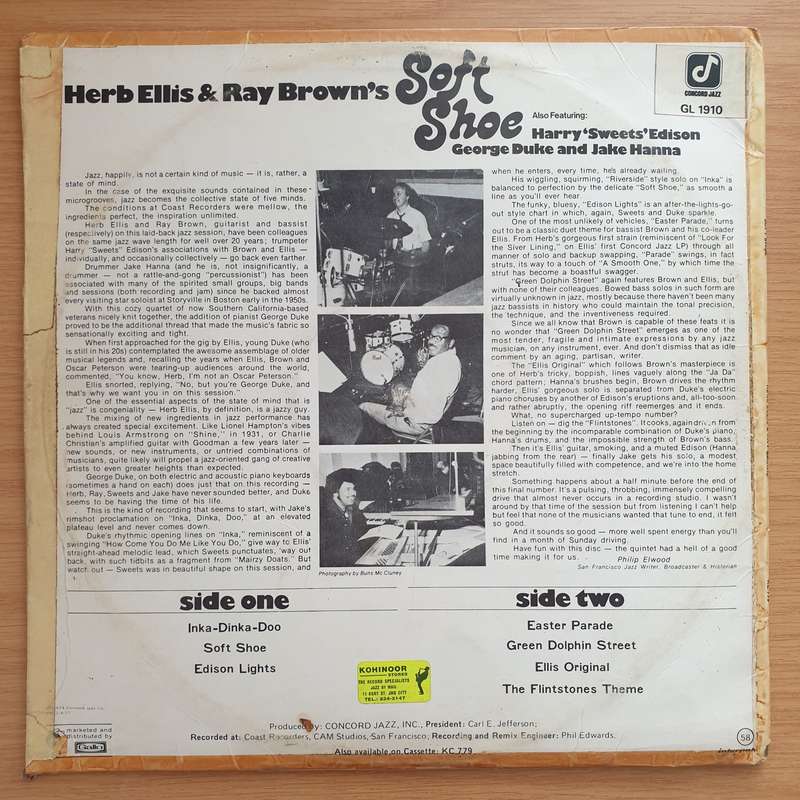 Herb Ellis & Ray Brown's
Soft
Shoe
Also Featuring:
Harry 'Sweets' Edison
George Duke and Jake Hanna
CONCORD JAZZ
GL 1910
Jazz, happily, is not a certain kind of music — it is, rather, a
state of mind.
In the case of the exquisite sounds contained in these
microgrooves, jazz becomes the collective state of five minds.
The conditions at Coast Recorders were mellow, the
ingredients perfect, the inspiration unlimited.
Herb Ellis and Ray Brown, guitarist and bassist
(respectively) on this laid-back jazz session, have been colleagues
on the same jazz wave length for well over 20 years; trumpeter
Harry "Sweets" Edison's associations with Brown and Ellis —
individually, and occasionally collectively — go back even farther.
Drummer Jake Hanna (and he is, not insignificantly, a
drummer — not a rattle-and-gong "percussionist") has been
associated with many of the spirited small groups, big bands
and sessions (both recording and jam) since he backed almost
every visiting star soloist at Storyville in Boston early in the 1950s.
With this cozy quartet of now Southern California-based
veterans nicely knit together, the addition of pianist George Duke
proved to be the additional thread that made the music's fabric so
sensationally exciting and tight.
When first approached for the gig by Ellis, young Duke (who
is still in his 20s) contemplated the awesome assemblage of older
musical legends and, recalling the years when Ellis, Brown and
Oscar Peterson were tearing-up audiences around the world,
commented, "You know, Herb, I'm not an Oscar Peterson."
Ellis snorted, replying, "No, but you're George Duke, and
that's why we want you in on this session."
One of the essential aspects of the state of mind that is
"jazz" is congeniality — Herb Ellis, by definition, is a jazzy guy.
The mixing of new ingredients in jazz performance has
always created special excitement. Like Lionel Hampton's vibes
behind Louis Armstrong on "Shine," in 1931, or Charlie
Christian's amplified guitar with Goodman a few years later —
new sounds, or new instruments, or untried combinations of
musicians, quite likely will propel a talent-oriented gang of creative
artists to even greater heights than expected.
George Duke, on both electric and acoustic piano keyboards
(sometimes a hand on each) does just that on this recording —
Herb, Ray, Sweets and Jake have never sounded better, and Duke
seems to be having the time of his life.
This is the kind of recording that seems to start, with Jake's
rimshot proclamation on "Inka, Dinka, Doo," at an elevated
plateau level and never comes down.
Duke's rhythmic opening lines on "Inka," reminiscent of a
swinging "How Come You Do Me Like You Do," give way to Ellis'
straight-ahead melodic lead, which Sweets punctuates, 'way out
back, with such tidbits as a fragment from "Mairzy Doats." But
watch out — Sweets was in beautiful shape on this session, and
Photography by Buns Mc Cluney
when he enters, every time, he's already wailing.
His wiggling, squirming, "Riverside" style solo on "Inka" is
balanced to perfection by the delicate "Soft Shoe," as smooth a
line as you'll ever hear.
The funky, bluesy, "Edison Lights" is an after-the-lights-go-
out style chart in which, again, Sweets and Duke sparkle.
One of the most unlikely of vehicles, "Easter Parade," turns
out to be a classic duet theme for bassist Brown and his co-leader
Ellis. From Herb's gorgeous first strain (reminiscent of "Look For
the Silver Lining," on Ellis' first Concord Jazz LP) through all
manner of solo and backup swapping, "Parade" swings, in fact
struts, its way to a touch of "A Smooth One," by which time the
strut has become a boastful swagger.
"Green Dolphin Street" again features Brown and Ellis, but
with none of their colleagues. Bowed bass solos in such form are
virtually unknown in jazz, mostly because there haven't been many
jazz bassists in history who could maintain the tonal precision,
the technique, and the inventiveness required.
Since we all know that Brown is capable of these feats it is
no wonder that "Green Dolphin Street" emerges as one of the
most tender, fragile and intimate expressions by any jazz
musician, on any instrument, ever. And don't dismiss that as idle
comment by an aging, partisan, writer.
The "Ellis Original" which follows Brown's masterpiece is
one of Herb's tricky, boppish, lines vaguely along the "Ja Da"
chord pattern; Hanna's brushes begin, Brown drives the rhythm
harder, Ellis' gorgeous solo is separated from Duke's electric
piano choruses by another of Edison's eruptions and, all-too-soon
and rather abruptly, the opening riff reemerges and it ends.
What, no supercharged up-tempo number?
Listen on — dig the "Flintstones". It cooks, again driven from
the beginning by the incomparable combination of Duke's piano,
Hanna's drums, and the impossible strength of Brown's bass.
Then it's Ellis' guitar, smoking, and a muted Edison (Hanna
jabbing from the rear) — finally Jake gets his solo, a modest
space beautifully filled with competence, and we're into the home
stretch.
Something happens about a half minute before the end of
this final number. It's a pulsing, throbbing, immensely compelling
drive that almost never occurs in a recording studio. I wasn't
around by that time of the session but from listening I can't help
but feel that none of the musicians wanted that tune to end, it felt
so good.
And it sounds so good — more well spent energy than you'll
find in a month of Sunday driving.
Have fun with this disc — the quintet had a hell of a good
time making it for us.
Philip Elwood
San Francisco Jazz Writer, Broadcaster & Historian
side one
Inka-Dinka-Doo
Soft Shoe
Edison Lights
side two
Easter Parade
Green Dolphin Street
Ellis Original
The Flintstones Theme
KOHINOOR
STORES
THE RECORD SPECIALISTS
JAZZ BY MAIL
11 KORT ST. JHB CITY
TEL.: 834-2147
marketed and
distributed by
Gallo
Produced by: CONCORD JAZZ, INC., President: Carl E. Jefferson;
Recorded at: Coast Recorders, CAM Studios, San Francisco; Recording and Remix Engineer: Phil Edwards.
Also available on Cassette: KC 779
58